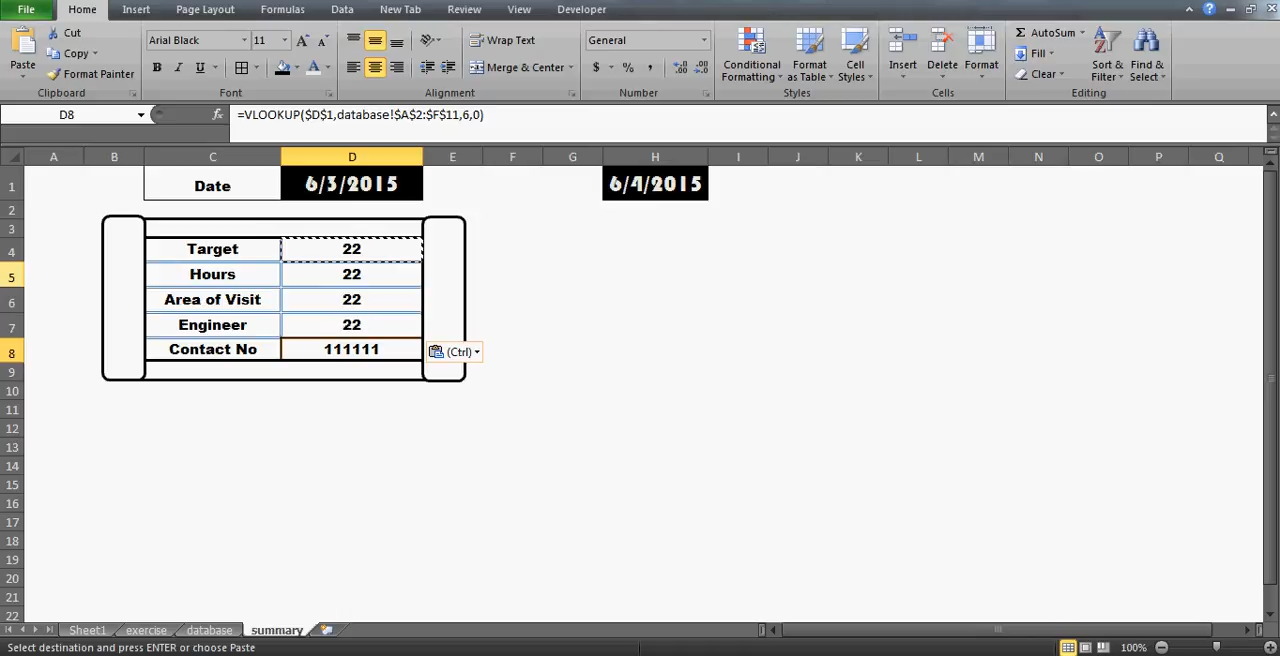 File Home Insert Page Layout Formulas Data New Tab Review View Developer
Paste Cut Copy Format Painter Clipboard
Arial Black 11 A A B I U A Font
Wrap Text Merge & Center Alignment
General $ % , .0 .00 .00 .0 Number
Conditional Formatting Format as Table Cell Styles Styles
Insert Delete Format Cells
Σ AutoSum Fill Clear Sort & Filter Find & Select Editing
D8 fx =VLOOKUP($D$1,database!$A$2:$F$11,6,0)
A B C D E F G H I J K L M N O P Q
1 Date 6/3/2015 6/4/2015
2
3
4 Target 22
5 Hours 22
6 Area of Visit 22
7 Engineer 22
8 Contact No 111111 (Ctrl)
9
10
11
12
13
14
15
16
17
18
19
20
21
22
Sheet1 exercise database summary
Select destination and press ENTER or choose Paste 100%